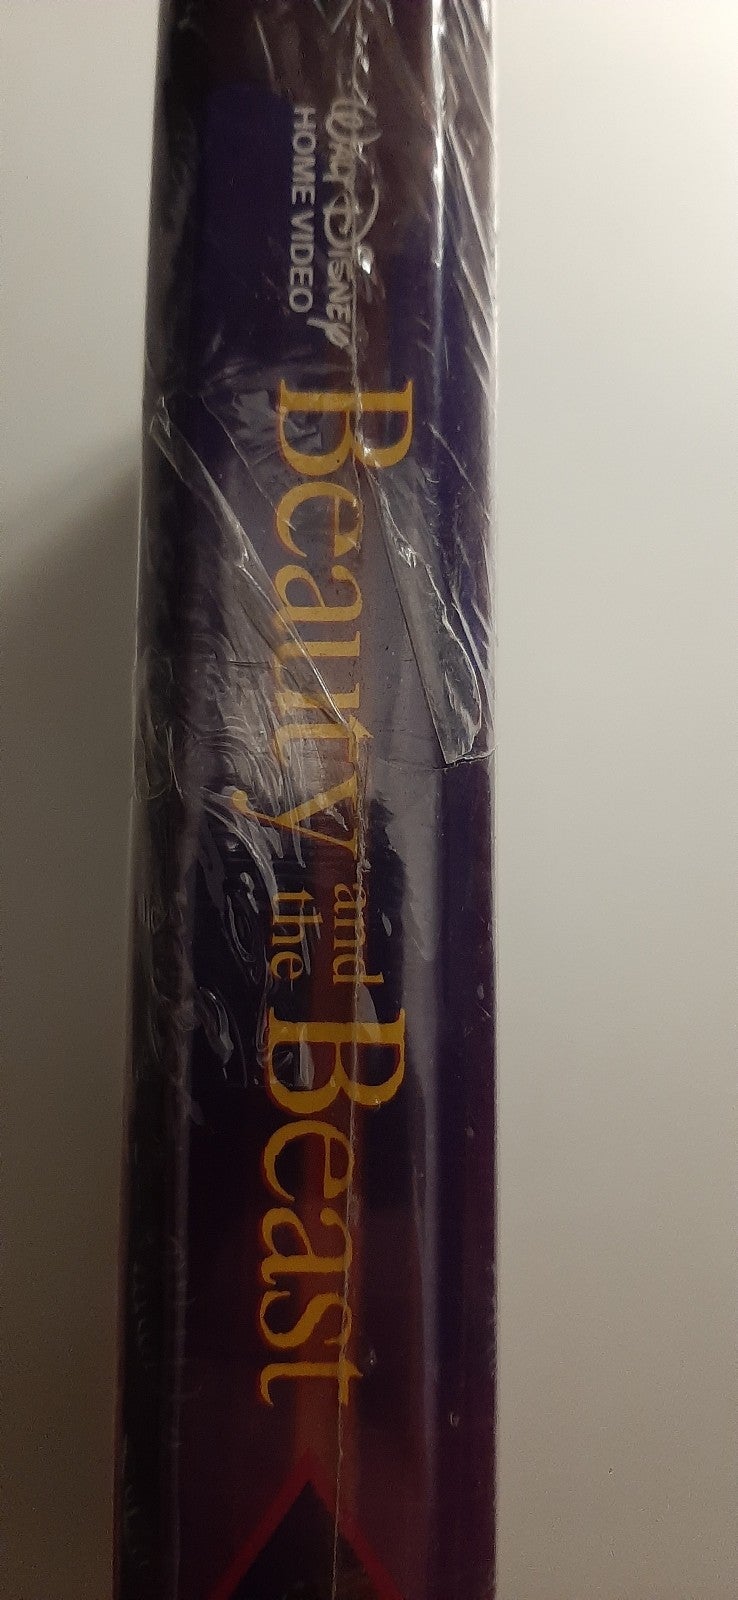 Walt Disney
HOME VIDEO
Beauty and
the Beast